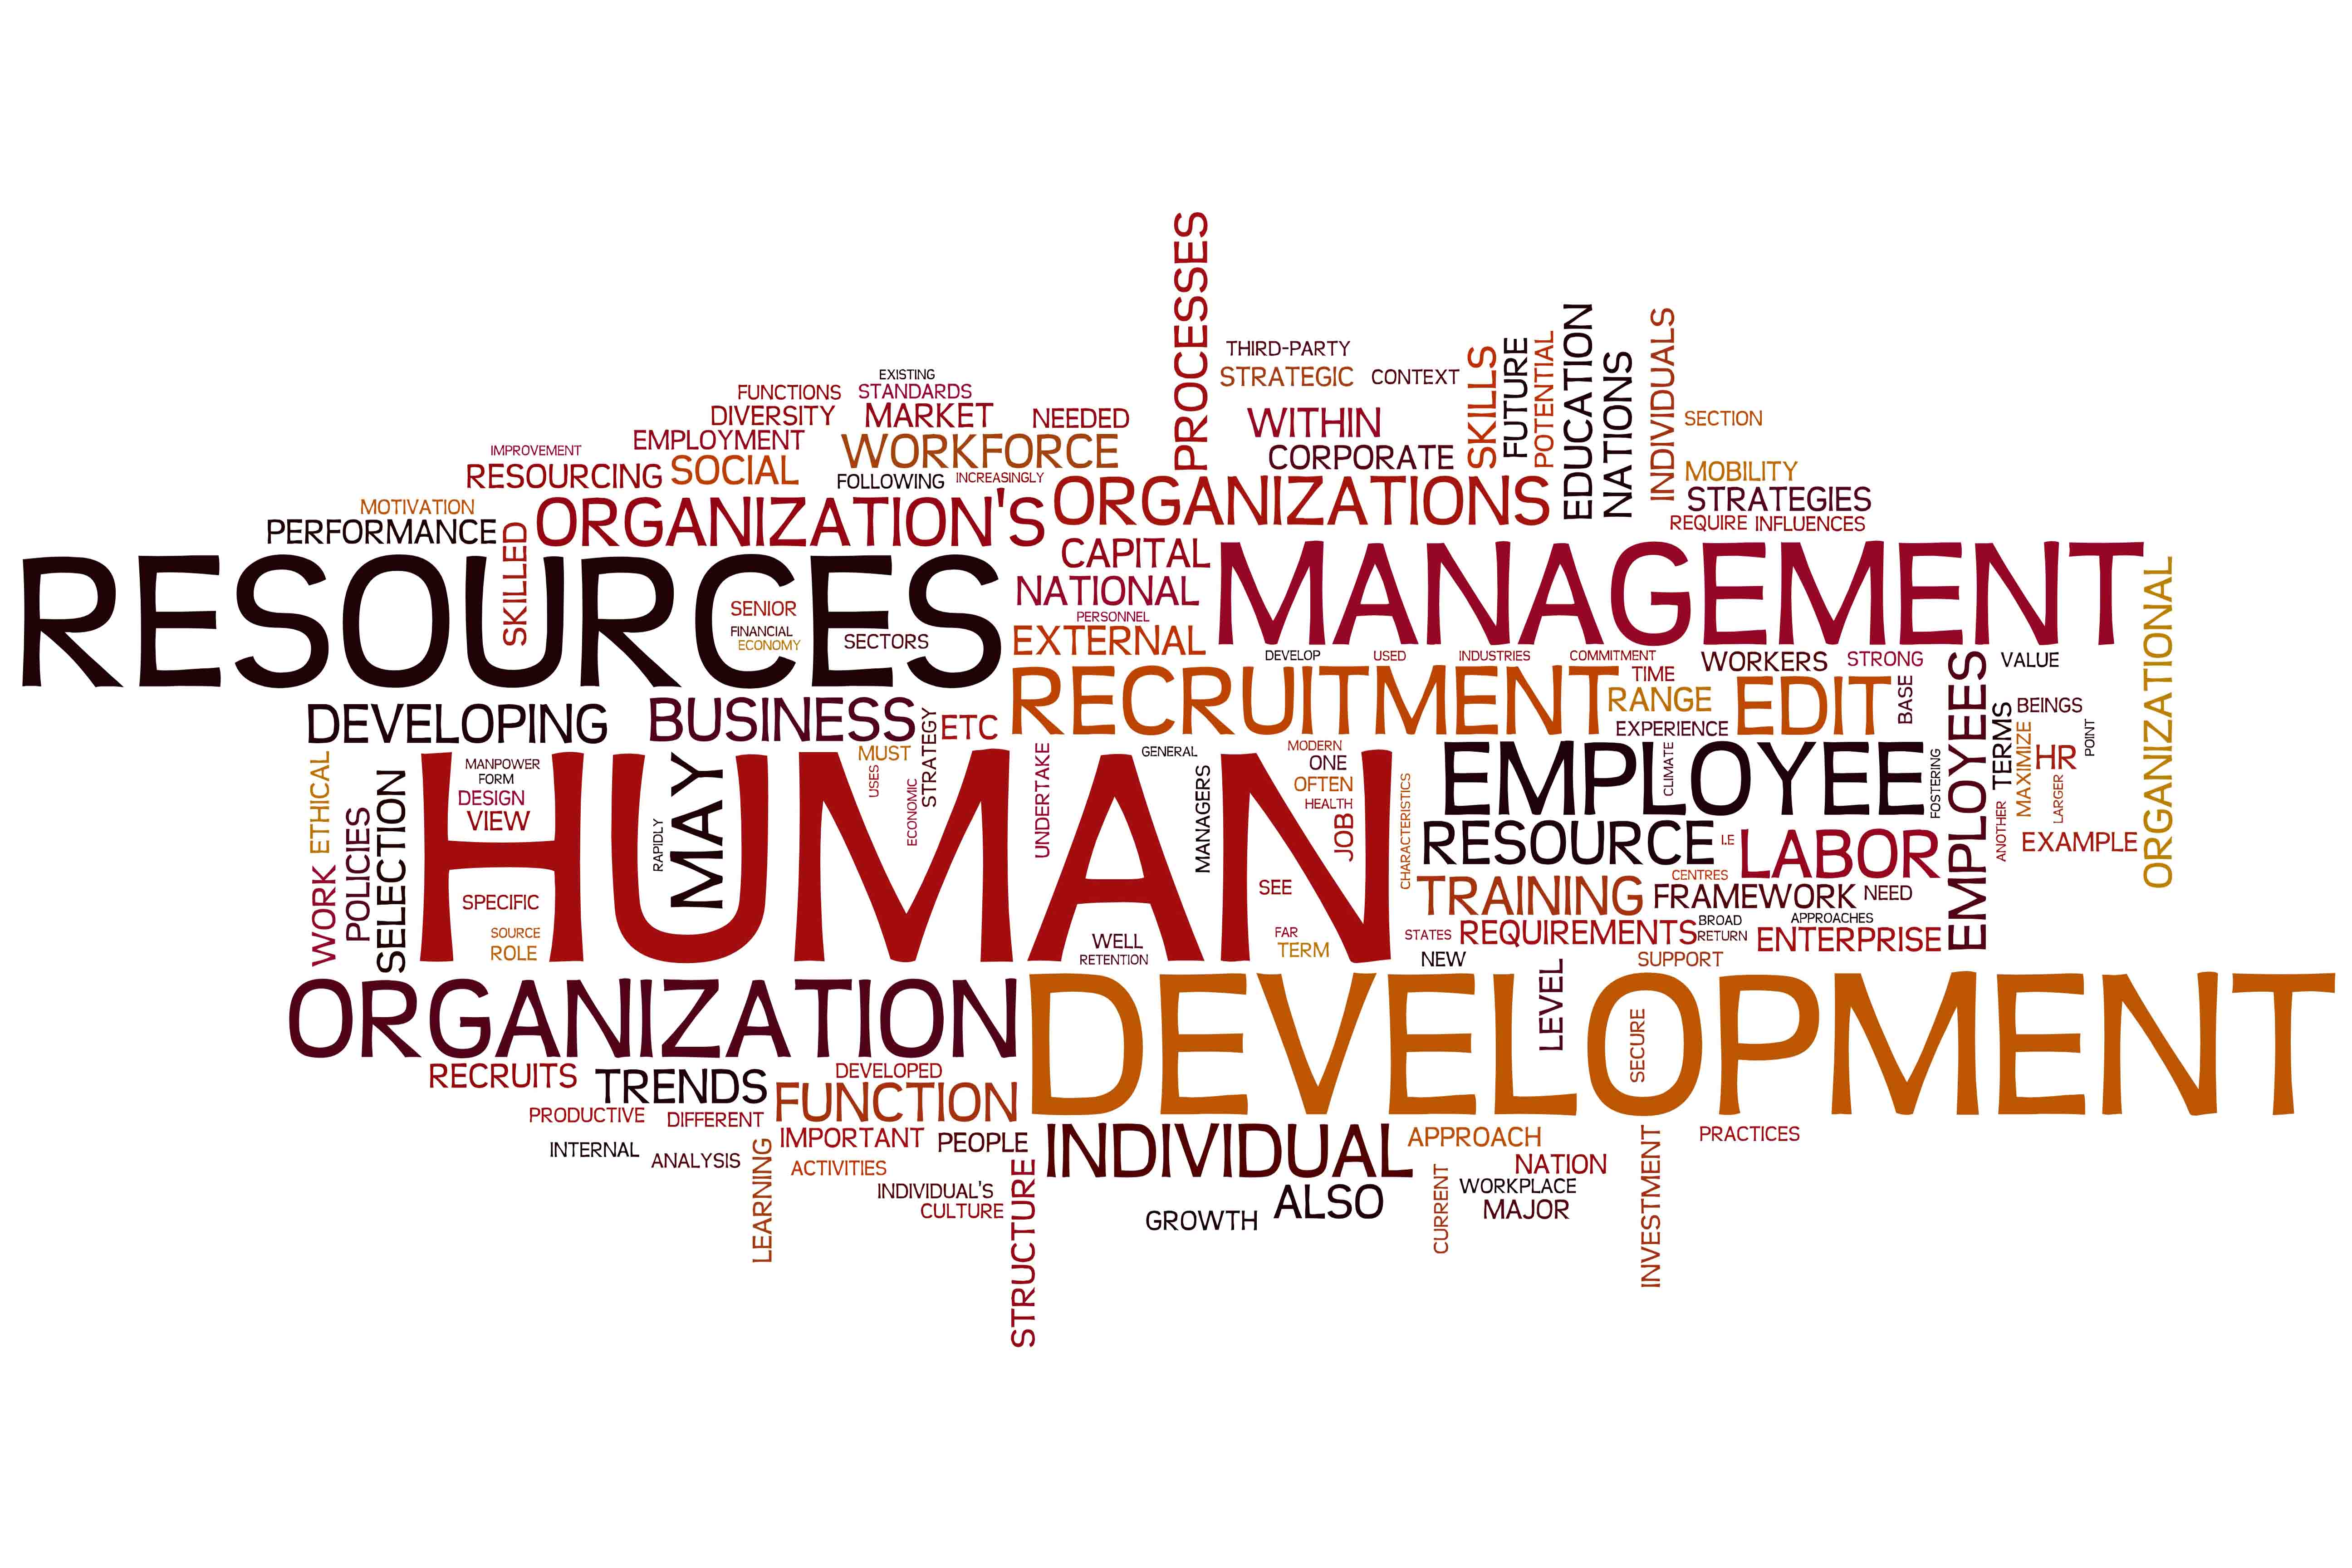 PROCESSES
THIRD-PARTY
STRATEGIC
CONTEXT
SKILLS
FUTURE
POTENTIAL
EDUCATION
NATIONS
INDIVIDUALS
SECTION
EXISTING
FUNCTIONS
STANDARDS
DIVERSITY
MARKET
NEEDED
WITHIN
EMPLOYMENT
WORKFORCE
CORPORATE
IMPROVEMENT
RESOURCING
SOCIAL
FOLLOWING
INCREASINGLY
MOBILITY
STRATEGIES
REQUIRE
INFLUENCES
MOTIVATION
PERFORMANCE
SKILLED
ORGANIZATION'S
ORGANIZATIONS
CAPITAL
NATIONAL
PERSONNEL
EXTERNAL
MANAGEMENT
ORGANIZATIONAL
RESOURCES
SENIOR
FINANCIAL
ECONOMY
SECTORS
DEVELOP
USED
INDUSTRIES
COMMITMENT
WORKERS
STRONG
VALUE
RECRUITMENT
TIME
RANGE
EXPERIENCE
EDIT
BASE
EMPLOYEES
TERMS
BEINGS
MAXIMIZE
HR
POINT
LARGER
ANOTHER
EXAMPLE
DEVELOPING
BUSINESS
STRATEGY
ETC
MUST
USES
ECONOMIC
UNDERTAKE
GENERAL
MANAGERS
MODERN
ONE
OFTEN
HEALTH
JOB
CHARACTERISTICS
EMPLOYEE
CLIMATE
FOSTERING
ETHICAL
WORK
POLICIES
SELECTION
MANPOWER
FORM
DESIGN
VIEW
RAPIDLY
MAY
HUMAN
SPECIFIC
SOURCE
ROLE
SEE
FAR
TERM
WELL
RETENTION
RESOURCE
I.E
LABOR
CENTRES
TRAINING
FRAMEWORK
NEED
STATES
REQUIREMENTS
BROAD
RETURN
APPROACHES
ENTERPRISE
NEW
SUPPORT
ORGANIZATION
DEVELOPMENT
LEVEL
SECURE
RECRUITS
TRENDS
DEVELOPED
FUNCTION
PRODUCTIVE
DIFFERENT
IMPORTANT
PEOPLE
INDIVIDUAL
APPROACH
PRACTICES
INTERNAL
ANALYSIS
LEARNING
ACTIVITIES
INDIVIDUAL'S
CULTURE
STRUCTURE
GROWTH
ALSO
CURRENT
NATION
WORKPLACE
MAJOR
INVESTMENT